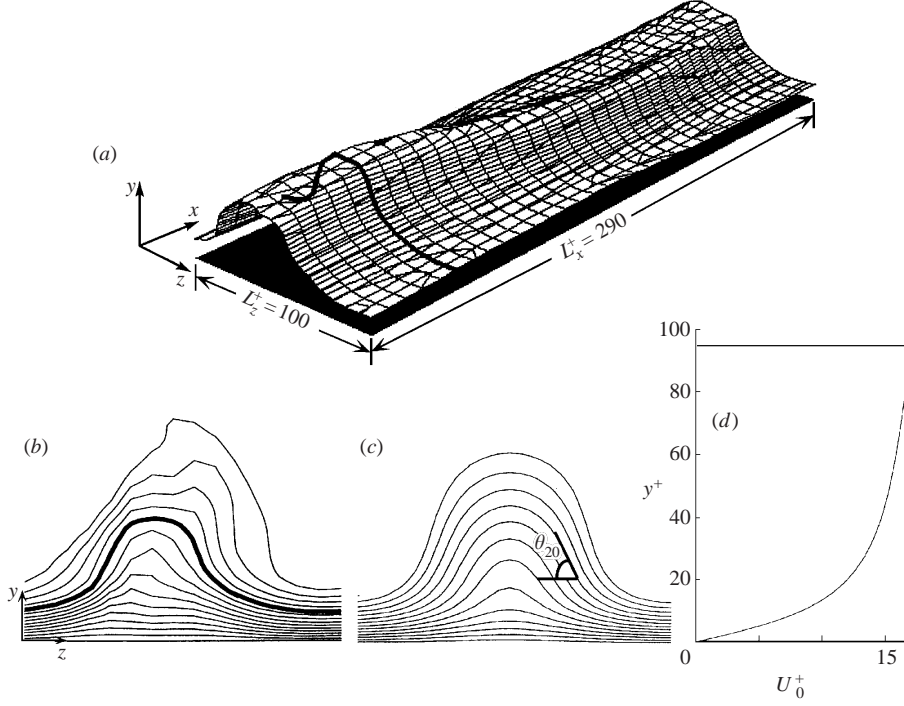 (a)
y
x
z
L_z^+ = 100
L_x^+ = 290
(b)
y
z
(c)
θ_20
(d)
100
80
60
40
20
0
15
y^+
U_0^+